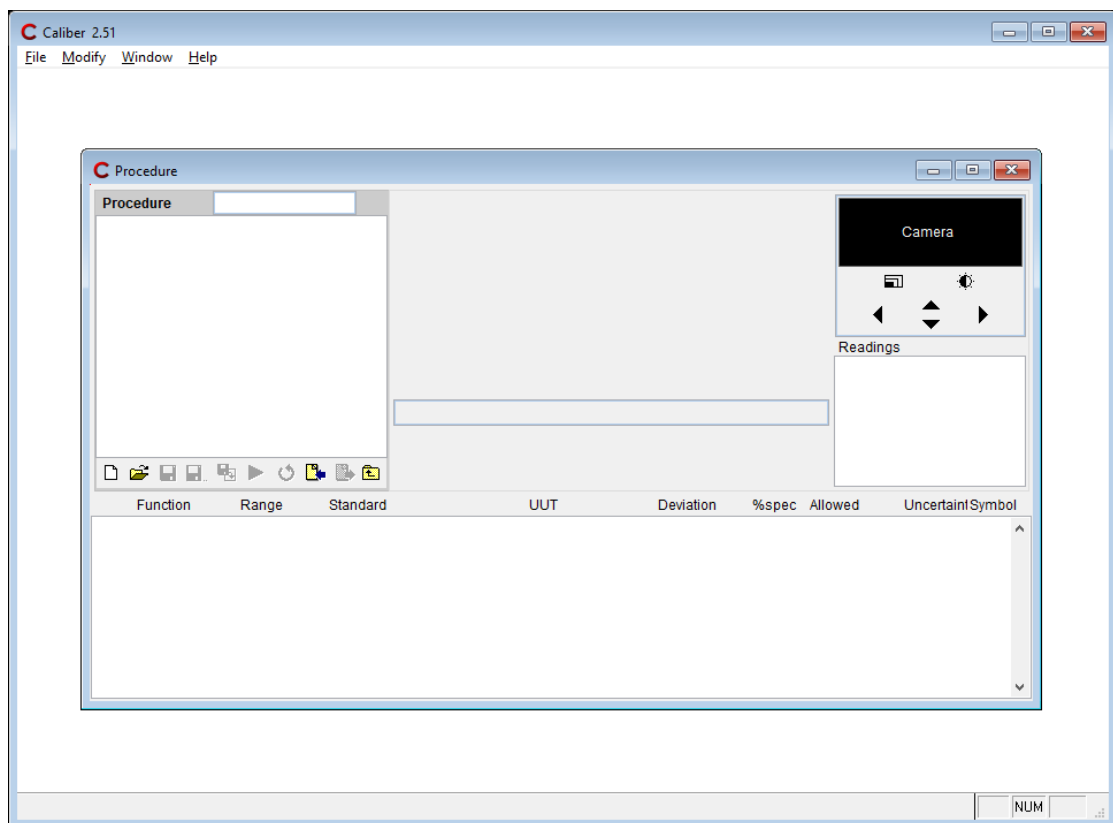 Caliber 2.51
File Modify Window Help
Procedure
Procedure
Camera
Readings
Function Range Standard UUT Deviation %spec Allowed Uncertaint Symbol
NUM